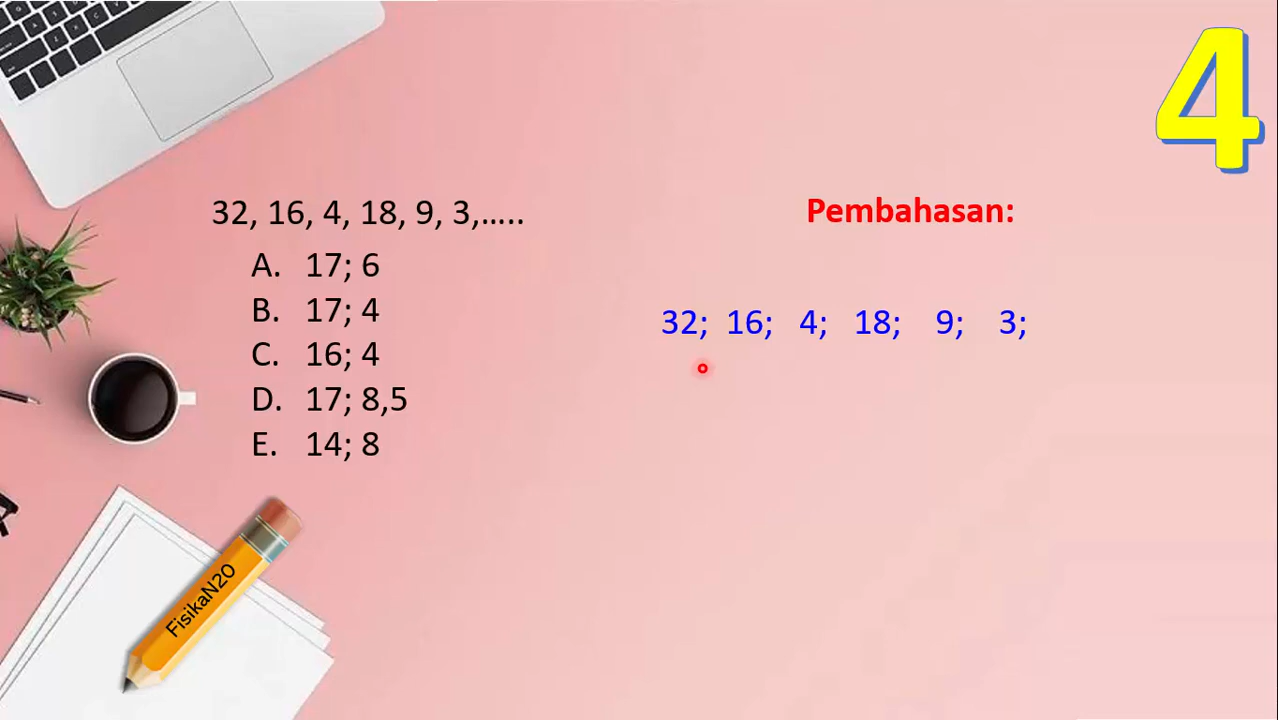 4
32, 16, 4, 18, 9, 3,…..
A. 17; 6
B. 17; 4
C. 16; 4
D. 17; 8,5
E. 14; 8
Pembahasan:
32; 16; 4; 18; 9; 3;
FisikaN20